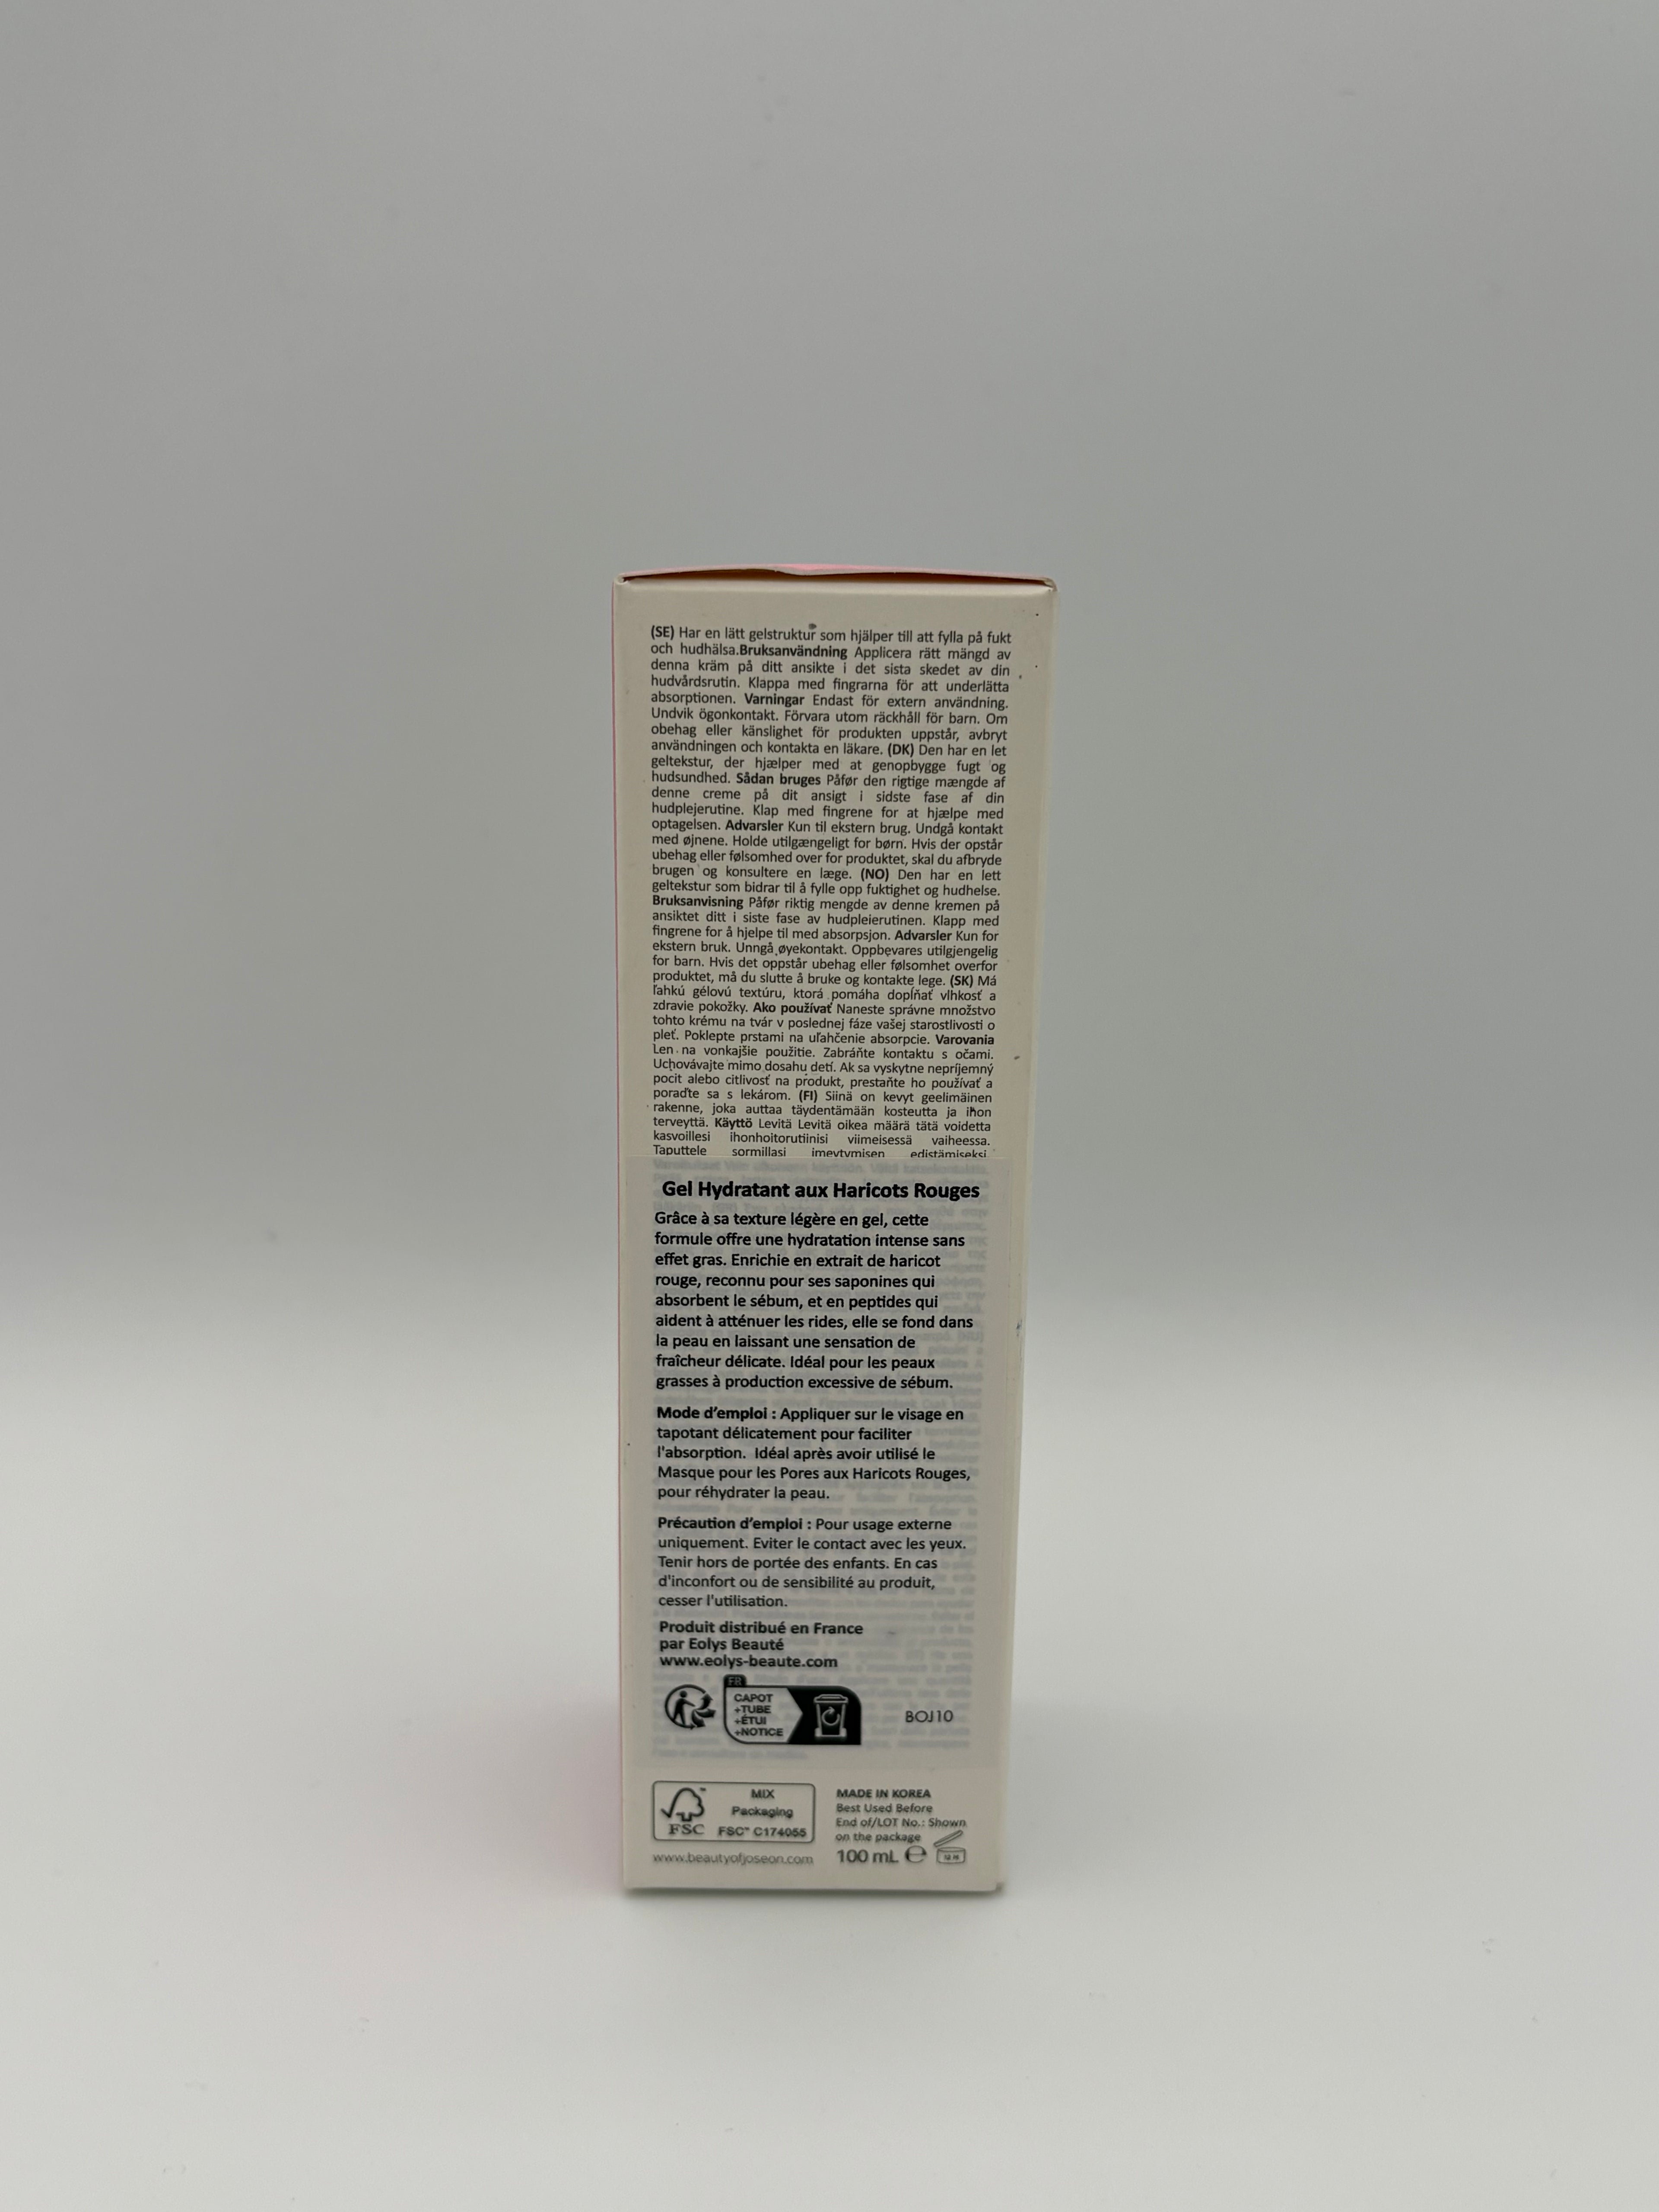 (SE) Har en lätt gelstruktur som hjälper till att fylla på fukt
och hudhälsa.Bruksanvändning Applicera rätt mängd av
denna kräm på ditt ansikte i det sista skedet av din
hudvårdsrutin. Klappa med fingrarna för att underlätta
absorptionen. Varningar Endast för extern användning.
Undvik ögonkontakt. Förvara utom räckhåll för barn. Om
obehag eller känslighet för produkten uppstår, avbryt
användningen och kontakta en läkare. (DK) Den har en let
geltekstur, der hjælper med at genopbygge fugt og
hudsundhed. Sådan bruges Påfør den rigtige mængde af
denne creme på dit ansigt i sidste fase af din
hudplejerutine. Klap med fingrene for at hjælpe med
optagelsen. Advarsler Kun til ekstern brug. Undgå kontakt
med øjnene. Holde utilgængeligt for børn. Hvis der opstår
ubehag eller følsomhed over for produktet, skal du afbryde
brugen og konsultere en læge. (NO) Den har en lett
geltekstur som bidrar til å fylle opp fuktighet og hudhelse.
Bruksanvisning Påfør riktig mengde av denne kremen på
ansiktet ditt i siste fase av hudpleierutinen. Klapp med
fingrene for å hjelpe til med absorpsjon. Advarsler Kun for
ekstern bruk. Unngå øyekontakt. Oppbevares utilgjengelig
for barn. Hvis det oppstår ubehag eller følsomhet overfor
produktet, må du slutte å bruke og kontakte lege. (SK) Má
ľahkú gélovú textúru, ktorá pomáha dopĺňať vlhkosť a
zdravie pokožky. Ako používať Naneste správne množstvo
tohto krému na tvár v poslednej fáze vašej starostlivosti o
pleť. Poklepte prstami na uľahčenie absorpcie. Varovania
Len na vonkajšie použitie. Zabráňte kontaktu s očami.
Uchovávajte mimo dosahu detí. Ak sa vyskytne nepríjemný
pocit alebo citlivosť na produkt, prestaňte ho používať a
poraďte sa s lekárom. (FI) Siinä on kevyt geelimäinen
rakenne, joka auttaa täydentämään kosteutta ja ihon
terveyttä. Käyttö Levitä Levitä oikea määrä tätä voidetta
kasvoillesi ihonhoitorutiinisi viimeisessä vaiheessa.
Taputtele sormillasi imeytymisen edistämiseksi.
Gel Hydratant aux Haricots Rouges
Grâce à sa texture légère en gel, cette
formule offre une hydratation intense sans
effet gras. Enrichie en extrait de haricot
rouge, reconnu pour ses saponines qui
absorbent le sébum, et en peptides qui
aident à atténuer les rides, elle se fond dans
la peau en laissant une sensation de
fraîcheur délicate. Idéal pour les peaux
grasses à production excessive de sébum.
Mode d’emploi : Appliquer sur le visage en
tapotant délicatement pour faciliter
l'absorption. Idéal après avoir utilisé le
Masque pour les Pores aux Haricots Rouges,
pour réhydrater la peau.
Précaution d’emploi : Pour usage externe
uniquement. Eviter le contact avec les yeux.
Tenir hors de portée des enfants. En cas
d'inconfort ou de sensibilité au produit,
cesser l'utilisation.
Produit distribué en France
par Eolys Beauté
www.eolys-beaute.com
FR
CAPOT
+TUBE
+ÉTUI
+NOTICE
BOJ10
FSC™
MIX
Packaging
FSC™ C174055
www.beautyofjoseon.com
MADE IN KOREA
Best Used Before
End of/LOT No.: Shown
on the package
100 mL ℮ 12 M